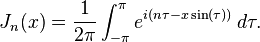 J_n(x) = \frac{1}{2\pi} \int_{-\pi}^{\pi} e^{i(n\tau - x\sin(\tau))} \, d\tau.